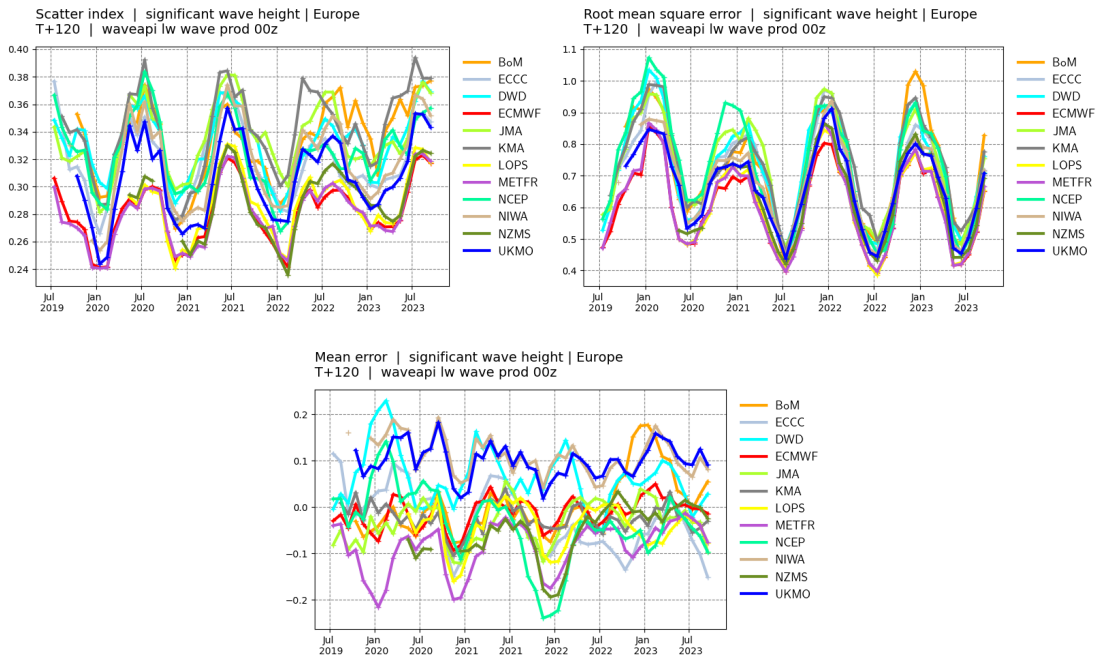 Scatter index | significant wave height | Europe
T+120 | waveapi lw wave prod 00z
0.40
0.38
0.36
0.34
0.32
0.30
0.28
0.26
0.24
Jul 2019
Jan 2020
Jul 2020
Jan 2021
Jul 2021
Jan 2022
Jul 2022
Jan 2023
Jul 2023
BoM
ECCC
DWD
ECMWF
JMA
KMA
LOPS
METFR
NCEP
NIWA
NZMS
UKMO
Root mean square error | significant wave height | Europe
T+120 | waveapi lw wave prod 00z
1.1
1.0
0.9
0.8
0.7
0.6
0.5
0.4
Jul 2019
Jan 2020
Jul 2020
Jan 2021
Jul 2021
Jan 2022
Jul 2022
Jan 2023
Jul 2023
BoM
ECCC
DWD
ECMWF
JMA
KMA
LOPS
METFR
NCEP
NIWA
NZMS
UKMO
Mean error | significant wave height | Europe
T+120 | waveapi lw wave prod 00z
0.2
0.1
0.0
−0.1
−0.2
Jul 2019
Jan 2020
Jul 2020
Jan 2021
Jul 2021
Jan 2022
Jul 2022
Jan 2023
Jul 2023
BoM
ECCC
DWD
ECMWF
JMA
KMA
LOPS
METFR
NCEP
NIWA
NZMS
UKMO